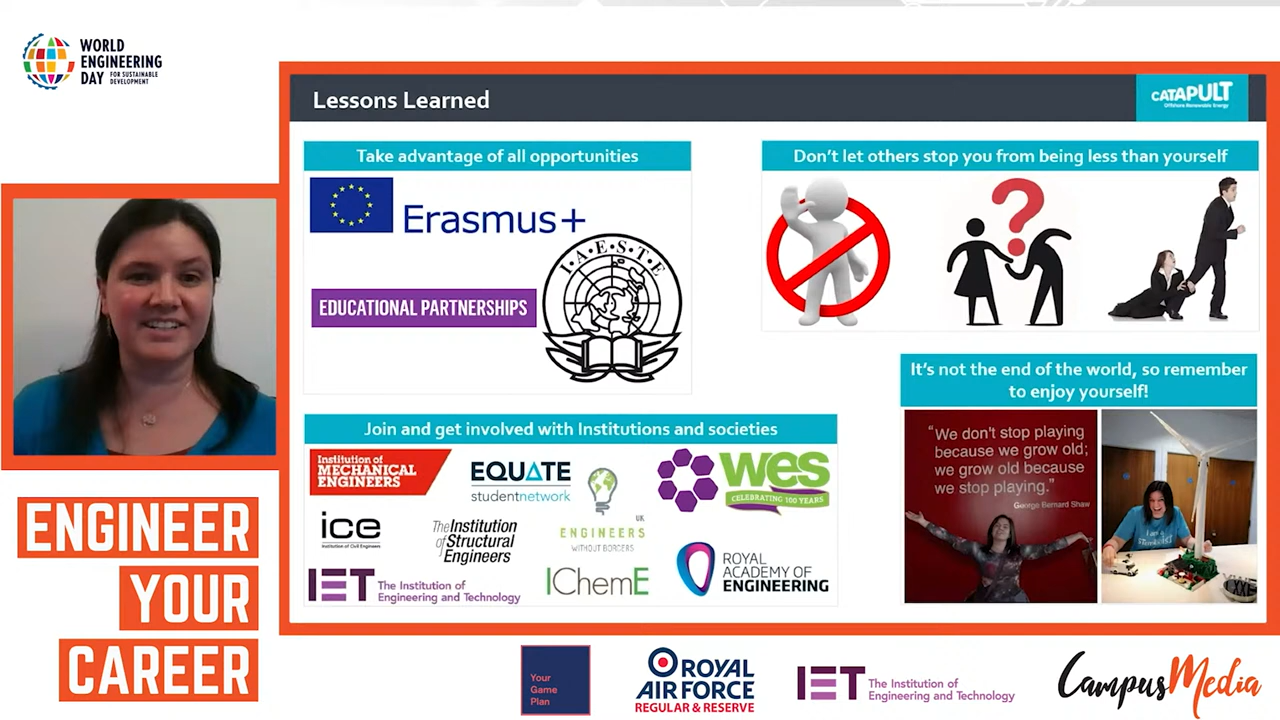 WORLD
ENGINEERING
DAY
FOR SUSTAINABLE
DEVELOPMENT
Lessons Learned
CATAPULT
Offshore Renewable Energy
Take advantage of all opportunities
Erasmus+
I.A.E.S.T.E
EDUCATIONAL PARTNERSHIPS
Don't let others stop you from being less than yourself
?
It's not the end of the world, so remember
to enjoy yourself!
"We don't stop playing
because we grow old;
we grow old because
we stop playing."
George Bernard Shaw
I am a
Join and get involved with Institutions and societies
Institution of
MECHANICAL
ENGINEERS
EQUATE
studentnetwork
wes
CELEBRATING 100 YEARS
ice
Institution of Civil Engineers
The Institution
of Structural
Engineers
UK
ENGINEERS
WITHOUT BORDERS
IET
The Institution of
Engineering and Technology
IChemE
ROYAL
ACADEMY OF
ENGINEERING
ENGINEER
YOUR
CAREER
Your
Game
Plan
ROYAL
AIR FORCE
REGULAR & RESERVE
IET
The Institution of
Engineering and Technology
CampusMedia